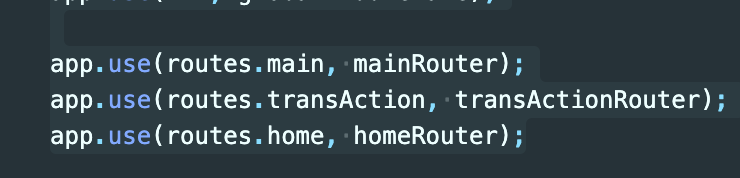 app.use(routes.main, mainRouter);
app.use(routes.transAction, transActionRouter);
app.use(routes.home, homeRouter);